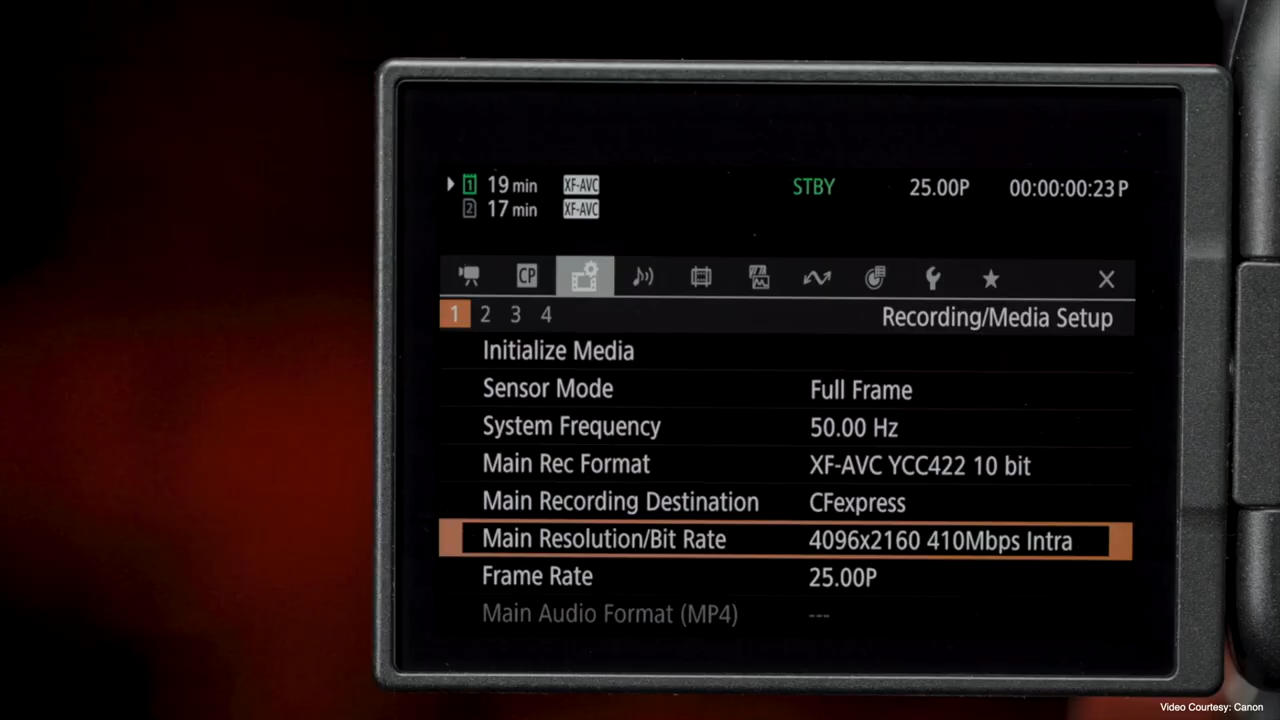 1 19 min XF-AVC STBY 25.00P 00:00:00:23 P
2 17 min XF-AVC
CP
1 2 3 4 Recording/Media Setup
Initialize Media
Sensor Mode Full Frame
System Frequency 50.00 Hz
Main Rec Format XF-AVC YCC422 10 bit
Main Recording Destination CFexpress
Main Resolution/Bit Rate 4096x2160 410Mbps Intra
Frame Rate 25.00P
Main Audio Format (MP4) ---
Video Courtesy: Canon